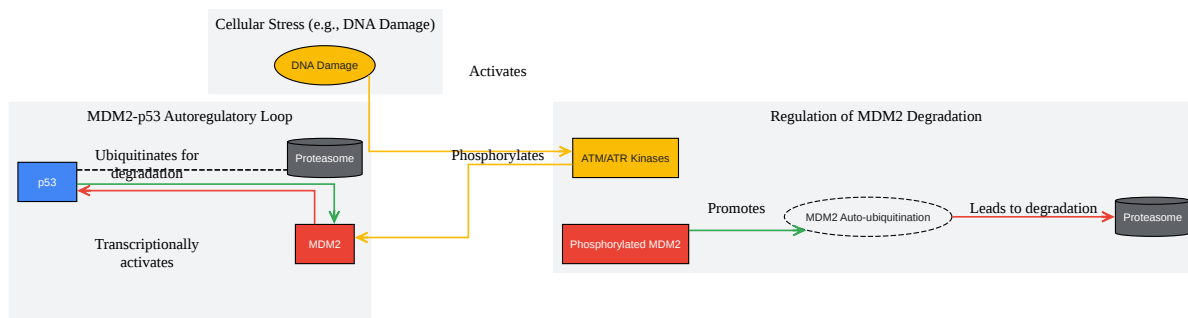 Cellular Stress (e.g., DNA Damage)
DNA Damage
Activates
MDM2-p53 Autoregulatory Loop
Regulation of MDM2 Degradation
Ubiquitinates for
degradation
Proteasome
Phosphorylates
ATM/ATR Kinases
p53
Promotes
MDM2 Auto-ubiquitination
Leads to degradation
Proteasome
Transcriptionally
activates
MDM2
Phosphorylated MDM2